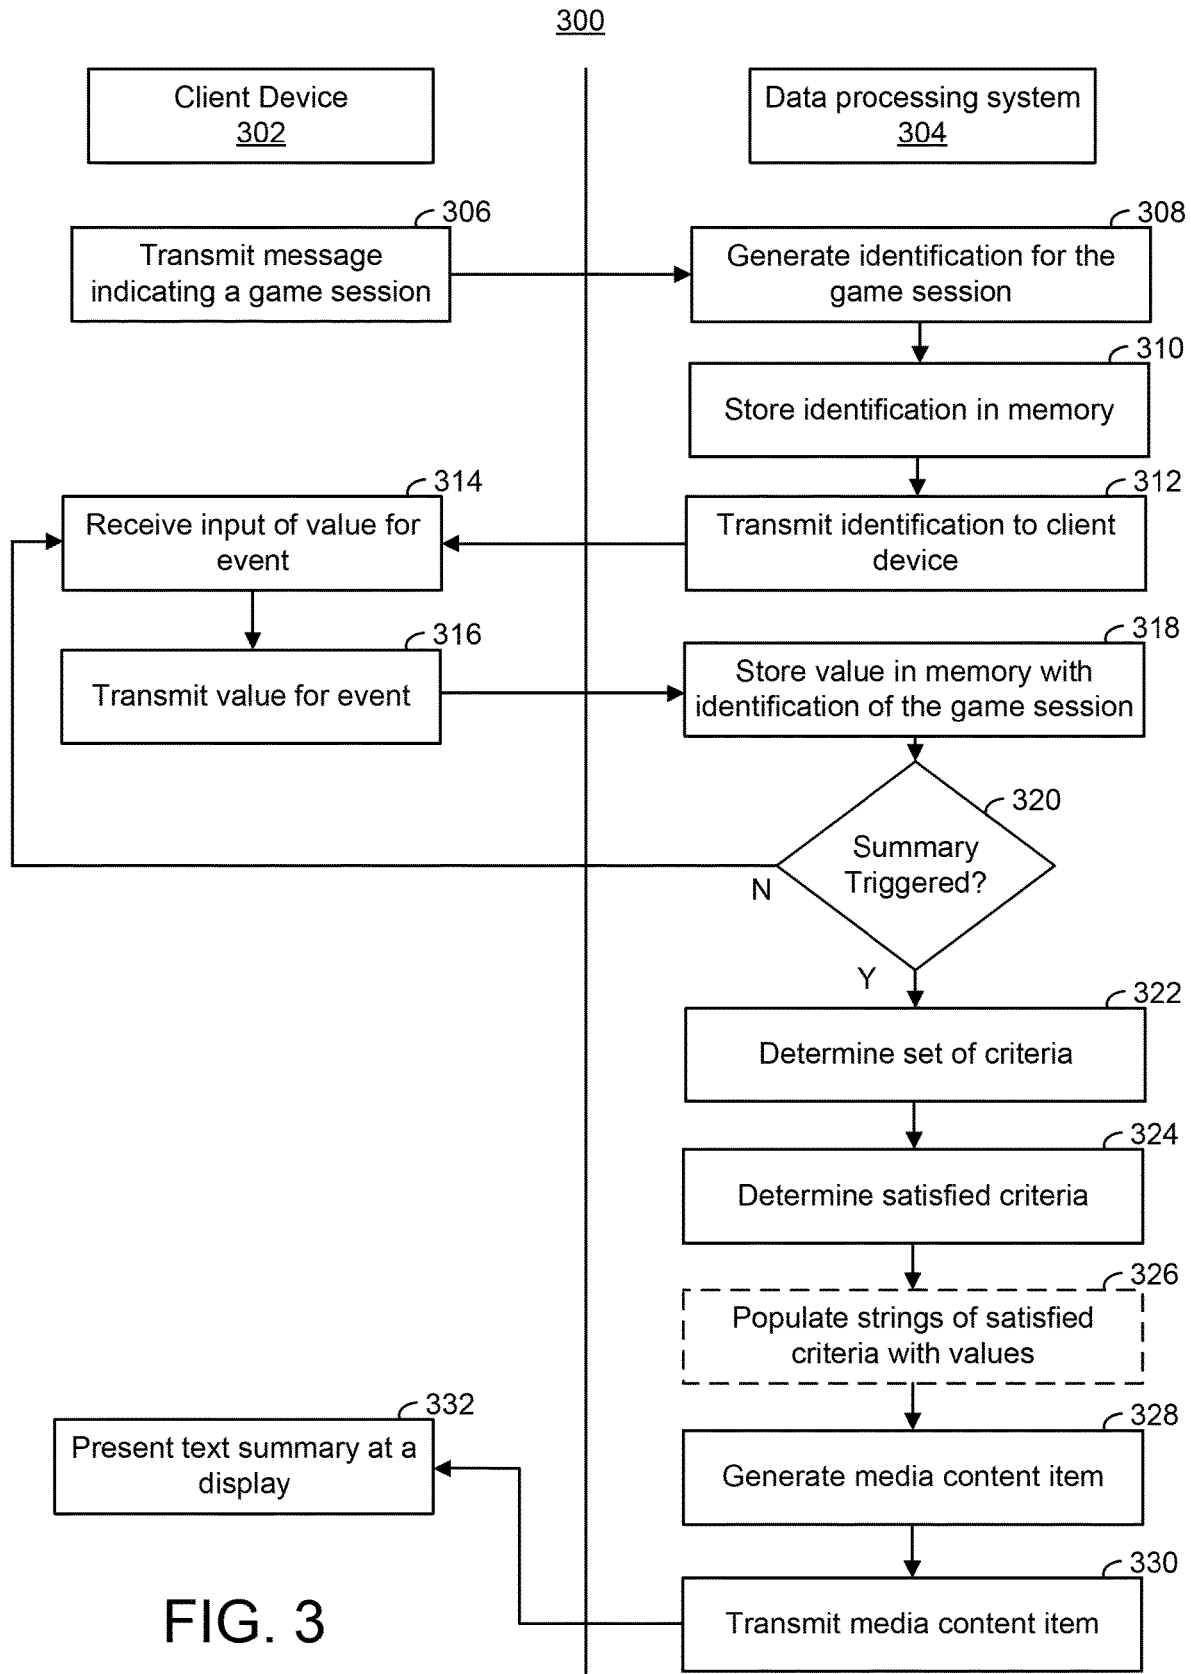 300
Client Device
302
Data processing system
304
306
Transmit message
indicating a game session
308
Generate identification for the
game session
310
Store identification in memory
312
Transmit identification to client
device
314
Receive input of value for
event
316
Transmit value for event
318
Store value in memory with
identification of the game session
320
Summary
Triggered?
N
Y
322
Determine set of criteria
324
Determine satisfied criteria
326
Populate strings of satisfied
criteria with values
328
Generate media content item
330
Transmit media content item
332
Present text summary at a
display
FIG. 3